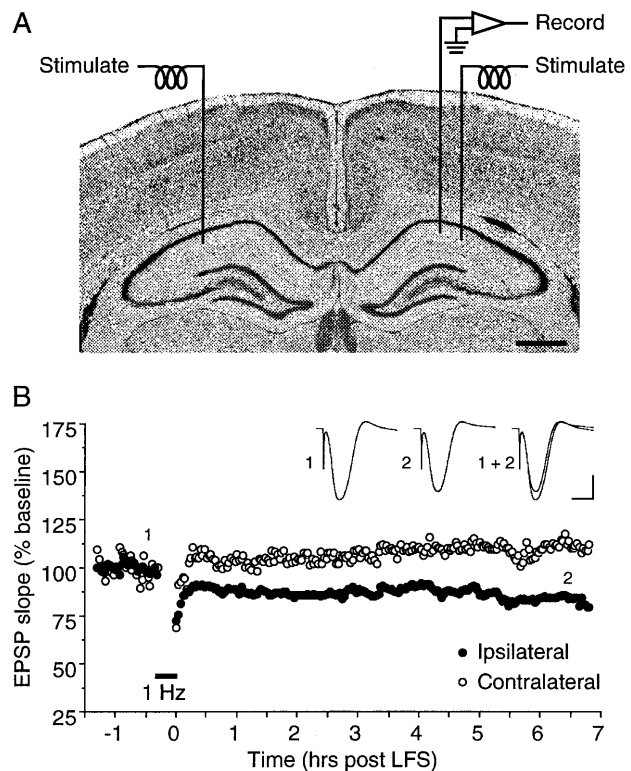 A
Record
Stimulate
Stimulate
B
175
150
125
100
75
50
25
EPSP slope (% baseline)
1
2
1 + 2
1
2
1 Hz
Ipsilateral
Contralateral
-1 0 1 2 3 4 5 6 7
Time (hrs post LFS)